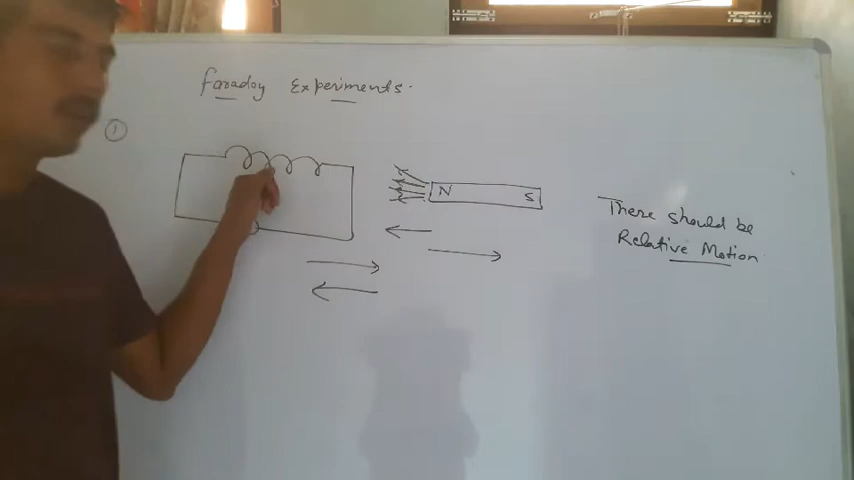 Faraday Experiments.
1
N S
There should be
Relative Motion